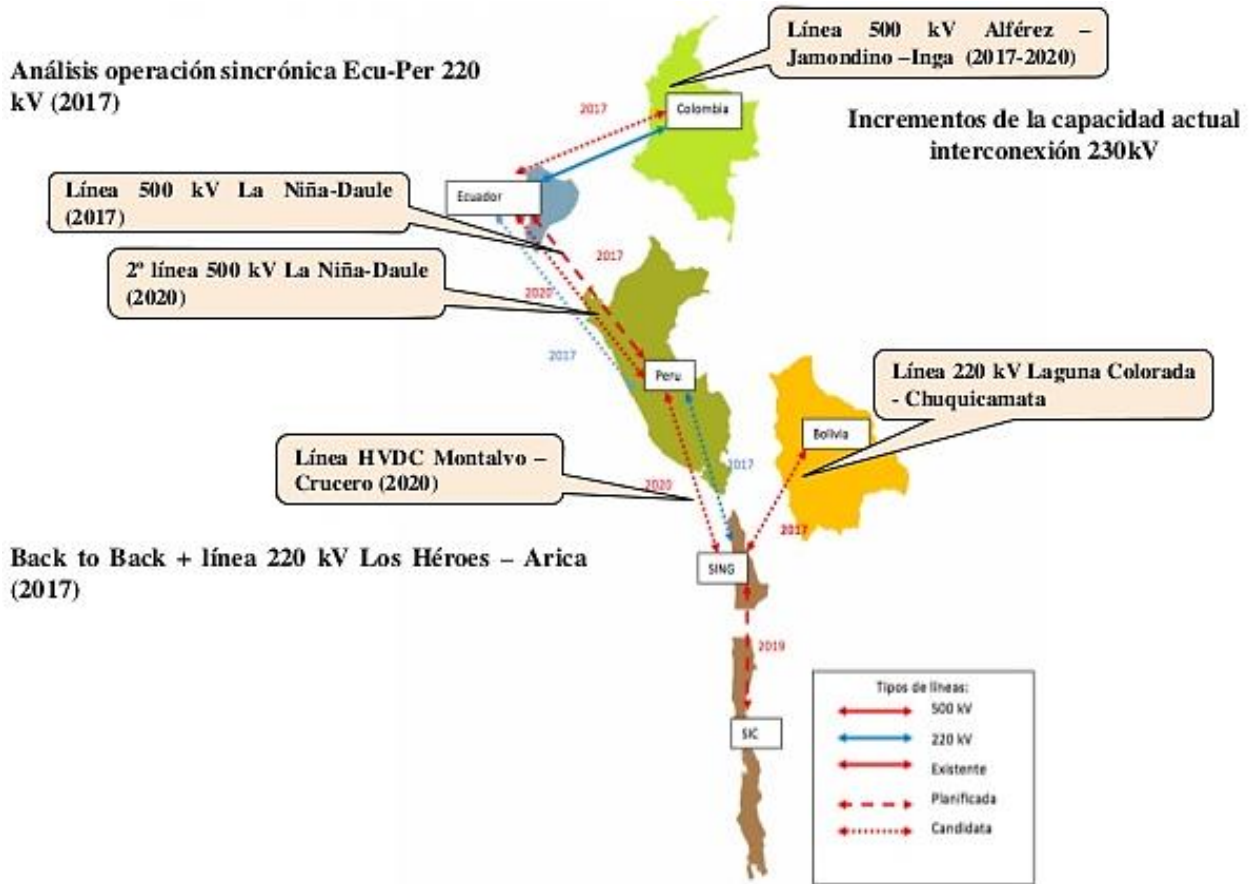 Línea 500 kV Alférez –
Jamondino –Inga (2017-2020)
Análisis operación sincrónica Ecu-Per 220
kV (2017)
2017
Colombia
Incrementos de la capacidad actual
interconexión 230kV
Línea 500 kV La Niña-Daule
(2017)
Ecuador
2017
2º línea 500 kV La Niña-Daule
(2020)
2020
2017
Peru
Línea 220 kV Laguna Colorada
- Chuquicamata
Bolivia
Línea HVDC Montalvo –
Crucero (2020)
2017
2020
2017
Back to Back + línea 220 kV Los Héroes – Arica
(2017)
SING
2019
SIC
Tipos de líneas:
500 kV
220 kV
Existente
Planificada
Candidata